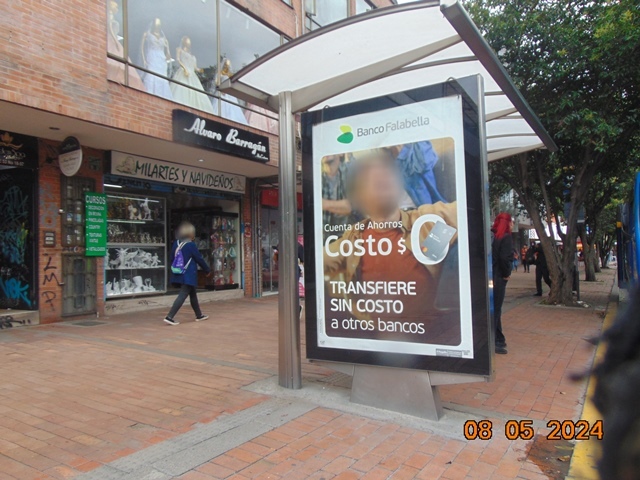 Alvaro Barragán
MILARTES Y NAVIDEÑOS
CURSOS
LMP
Banco Falabella
Cuenta de Ahorros
Costo $0
TRANSFIERE
SIN COSTO
a otros bancos
08 05 2024